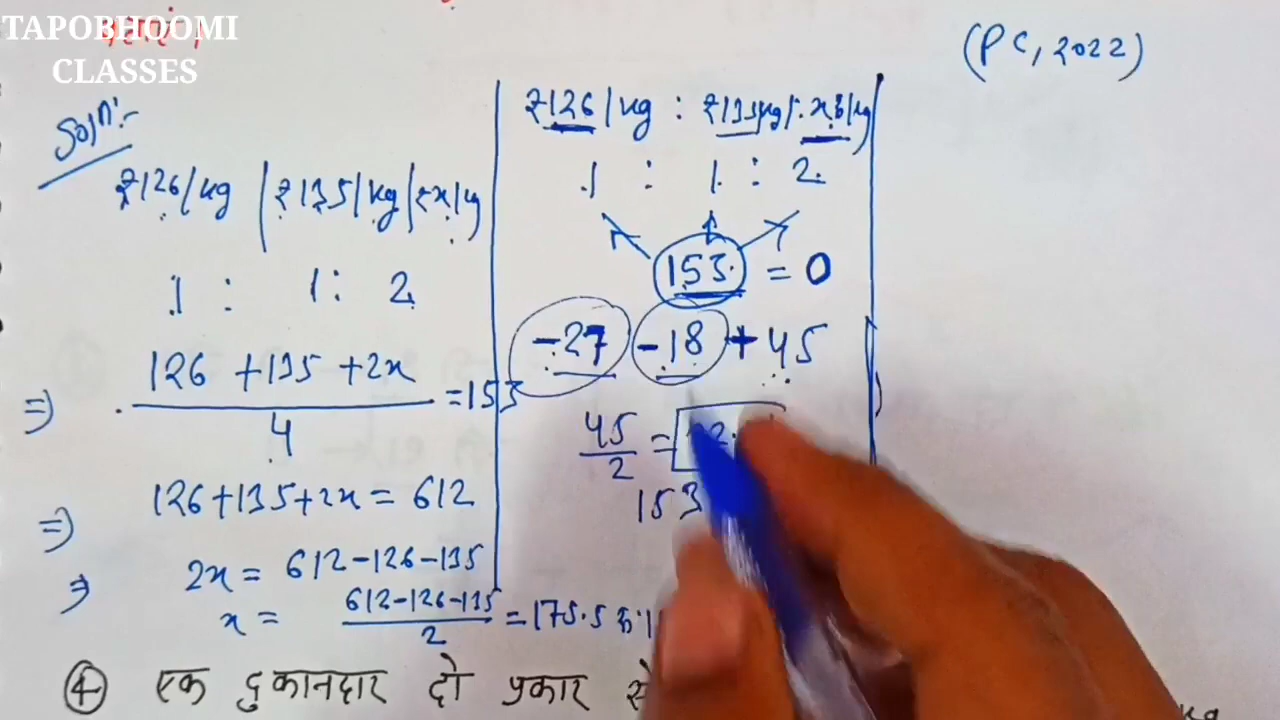 TAPOBHOOMI
CLASSES
(PC, 2022)
Soln:-
₹126/kg | ₹135/kg | ₹x/kg
1 : 1 : 2
126 + 135 + 2x
=> ――― = 153
4
=> 126 + 135 + 2x = 612
=> 2x = 612 - 126 - 135
x = 612 - 126 - 135 / 2 = 175.5
₹126/kg : ₹135/kg :
1 : 1 : 2
153 = 0
-27 -18 + 45
45/2 =
153
④ एक दुकानदार दो प्रकार